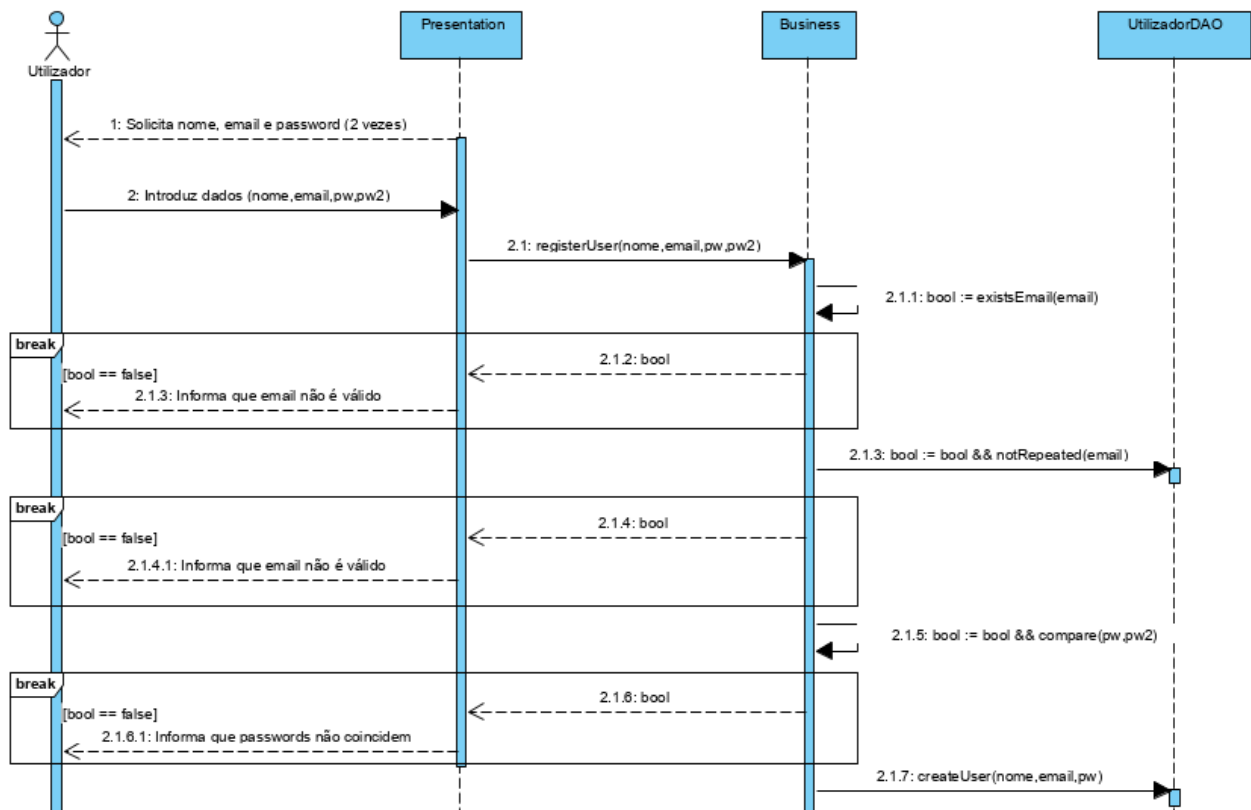 Presentation
Business
UtilizadorDAO
Utilizador
1: Solicita nome, email e password (2 vezes)
2: Introduz dados (nome,email,pw,pw2)
2.1: registerUser(nome,email,pw,pw2)
2.1.1: bool := existsEmail(email)
break
2.1.2: bool
[bool == false]
2.1.3: Informa que email não é válido
2.1.3: bool := bool && notRepeated(email)
break
2.1.4: bool
[bool == false]
2.1.4.1: Informa que email não é válido
2.1.5: bool := bool && compare(pw,pw2)
break
2.1.6: bool
[bool == false]
2.1.6.1: Informa que passwords não coincidem
2.1.7: createUser(nome,email,pw)